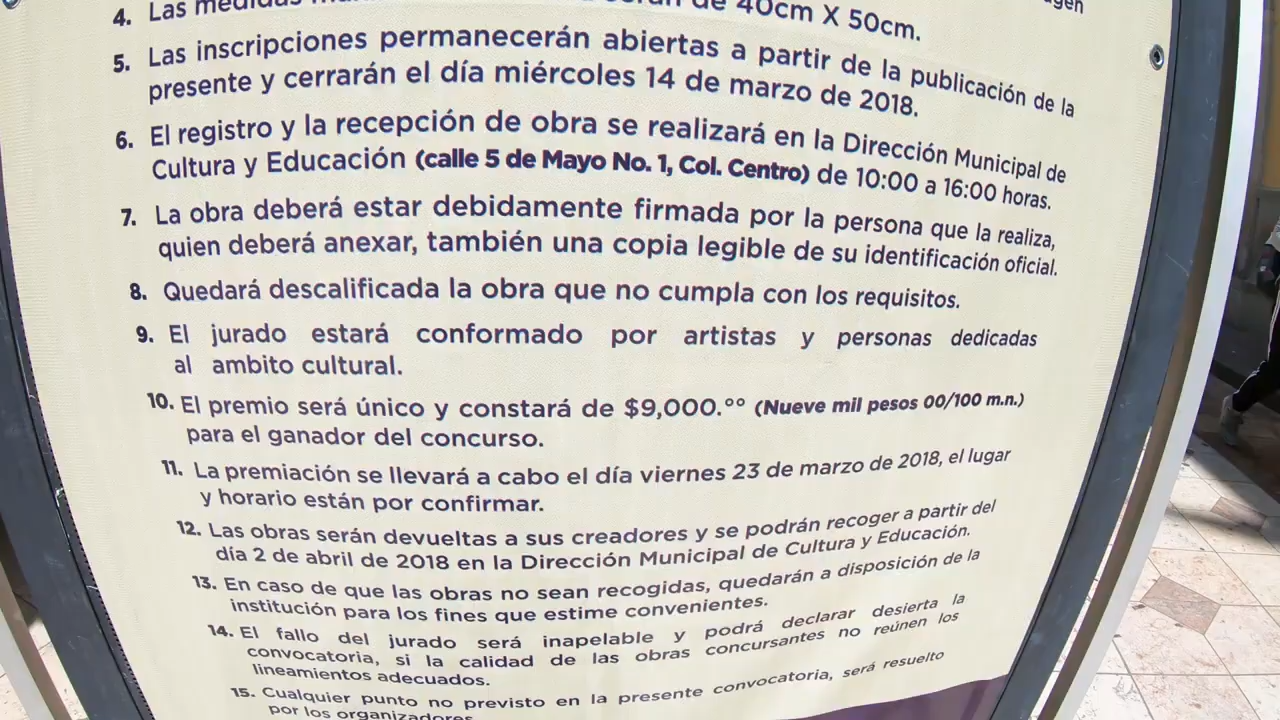 4. Las medidas de 40cm X 50cm.
5. Las inscripciones permanecerán abiertas a partir de la publicación de la
presente y cerrarán el día miércoles 14 de marzo de 2018.
6. El registro y la recepción de obra se realizará en la Dirección Municipal de
Cultura y Educación (calle 5 de Mayo No. 1, Col. Centro) de 10:00 a 16:00 horas.
7. La obra deberá estar debidamente firmada por la persona que la realiza,
quien deberá anexar, también una copia legible de su identificación oficial.
8. Quedará descalificada la obra que no cumpla con los requisitos.
9. El jurado estará conformado por artistas y personas dedicadas
al ambito cultural.
10. El premio será único y constará de $9,000.°° (Nueve mil pesos 00/100 m.n.)
para el ganador del concurso.
11. La premiación se llevará a cabo el día viernes 23 de marzo de 2018, el lugar
y horario están por confirmar.
12. Las obras serán devueltas a sus creadores y se podrán recoger a partir del
día 2 de abril de 2018 en la Dirección Municipal de Cultura y Educación.
13. En caso de que las obras no sean recogidas, quedarán a disposición de la
institución para los fines que estime convenientes.
14. El fallo del jurado será inapelable y podrá declarar desierta la
convocatoria, si la calidad de las obras concursantes no reúnen los
lineamientos adecuados.
15. Cualquier punto no previsto en la presente convocatoria, será resuelto
por los organizadores